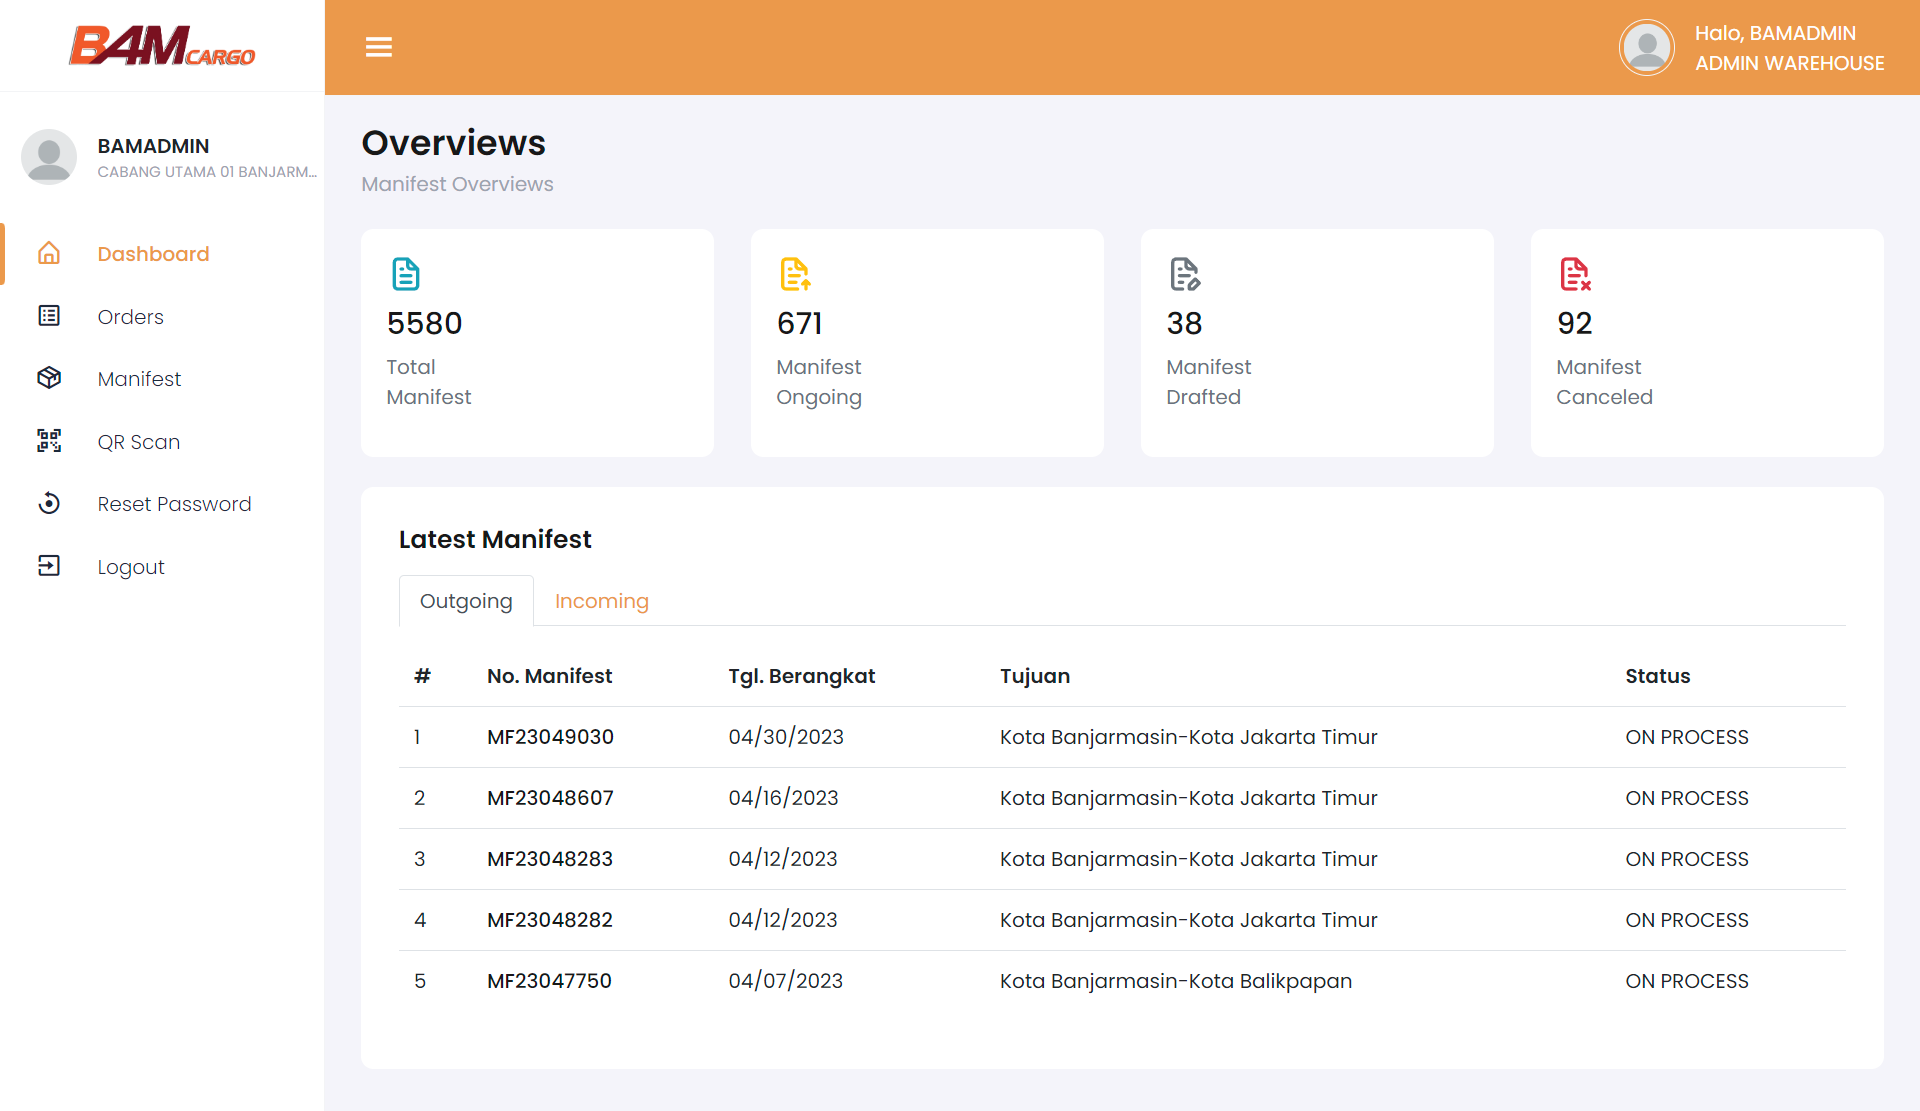 BAM CARGO
Halo, BAMADMIN
ADMIN WAREHOUSE
BAMADMIN
CABANG UTAMA 01 BANJARM...
Dashboard
Orders
Manifest
QR Scan
Reset Password
Logout
Overviews
Manifest Overviews
5580
Total
Manifest
671
Manifest
Ongoing
38
Manifest
Drafted
92
Manifest
Canceled
Latest Manifest
Outgoing Incoming
# No. Manifest Tgl. Berangkat Tujuan Status
1 MF23049030 04/30/2023 Kota Banjarmasin-Kota Jakarta Timur ON PROCESS
2 MF23048607 04/16/2023 Kota Banjarmasin-Kota Jakarta Timur ON PROCESS
3 MF23048283 04/12/2023 Kota Banjarmasin-Kota Jakarta Timur ON PROCESS
4 MF23048282 04/12/2023 Kota Banjarmasin-Kota Jakarta Timur ON PROCESS
5 MF23047750 04/07/2023 Kota Banjarmasin-Kota Balikpapan ON PROCESS